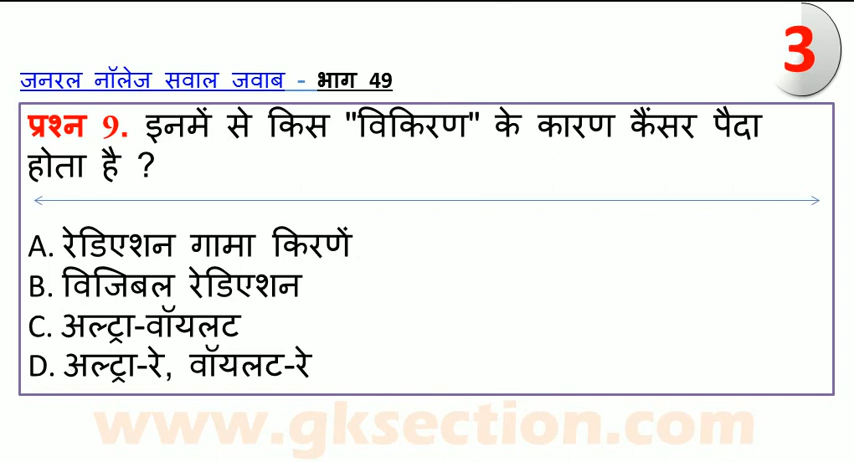 3
जनरल नॉलेज सवाल जवाब - भाग 49
प्रश्न 9. इनमें से किस "विकिरण" के कारण कैंसर पैदा
होता है ?
A. रेडिएशन गामा किरणें
B. विजिबल रेडिएशन
C. अल्ट्रा-वॉयलट
D. अल्ट्रा-रे, वॉयलट-रे
www.gksection.com